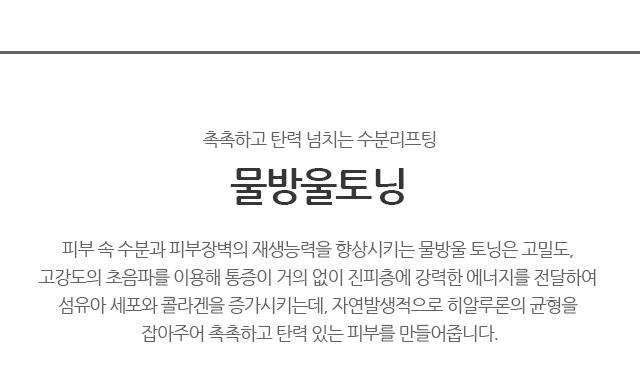 촉촉하고 탄력 넘치는 수분리프팅
물방울토닝
피부 속 수분과 피부장벽의 재생능력을 향상시키는 물방울 토닝은 고밀도,
고강도의 초음파를 이용해 통증이 거의 없이 진피층에 강력한 에너지를 전달하여
섬유아 세포와 콜라겐을 증가시키는데, 자연발생적으로 히알루론의 균형을
잡아주어 촉촉하고 탄력 있는 피부를 만들어줍니다.